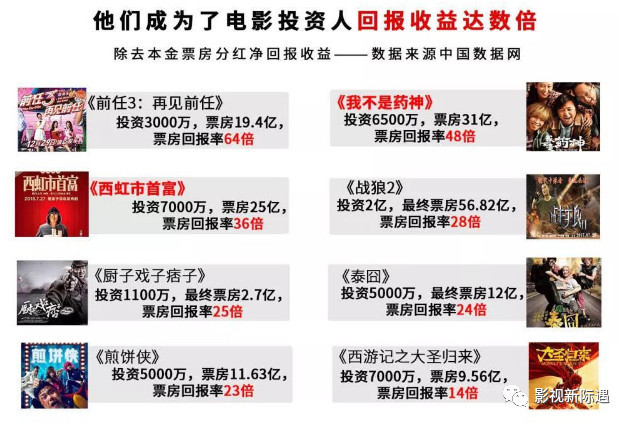 他们成为了电影投资人回报收益达数倍
除去本金票房分红净回报收益——数据来源中国数据网
《前任3：再见前任》
投资3000万，票房19.4亿，
票房回报率64倍
《我不是药神》
投资6500万，票房31亿，
票房回报率48倍
《西虹市首富》
投资7000万，票房25亿，
票房回报率36倍
《战狼2》
投资2亿，最终票房56.82亿，
票房回报率28倍
《厨子戏子痞子》
投资1100万，最终票房2.7亿，
票房回报率25倍
《泰囧》
投资5000万，最终票房12亿，
票房回报率24倍
《煎饼侠》
投资5000万，票房11.63亿，
票房回报率23倍
《西游记之大圣归来》
投资7000万，票房9.56亿，
票房回报率14倍
前任3
再见前任
药神
西虹市首富
煎饼侠
大圣归来
影视新际遇